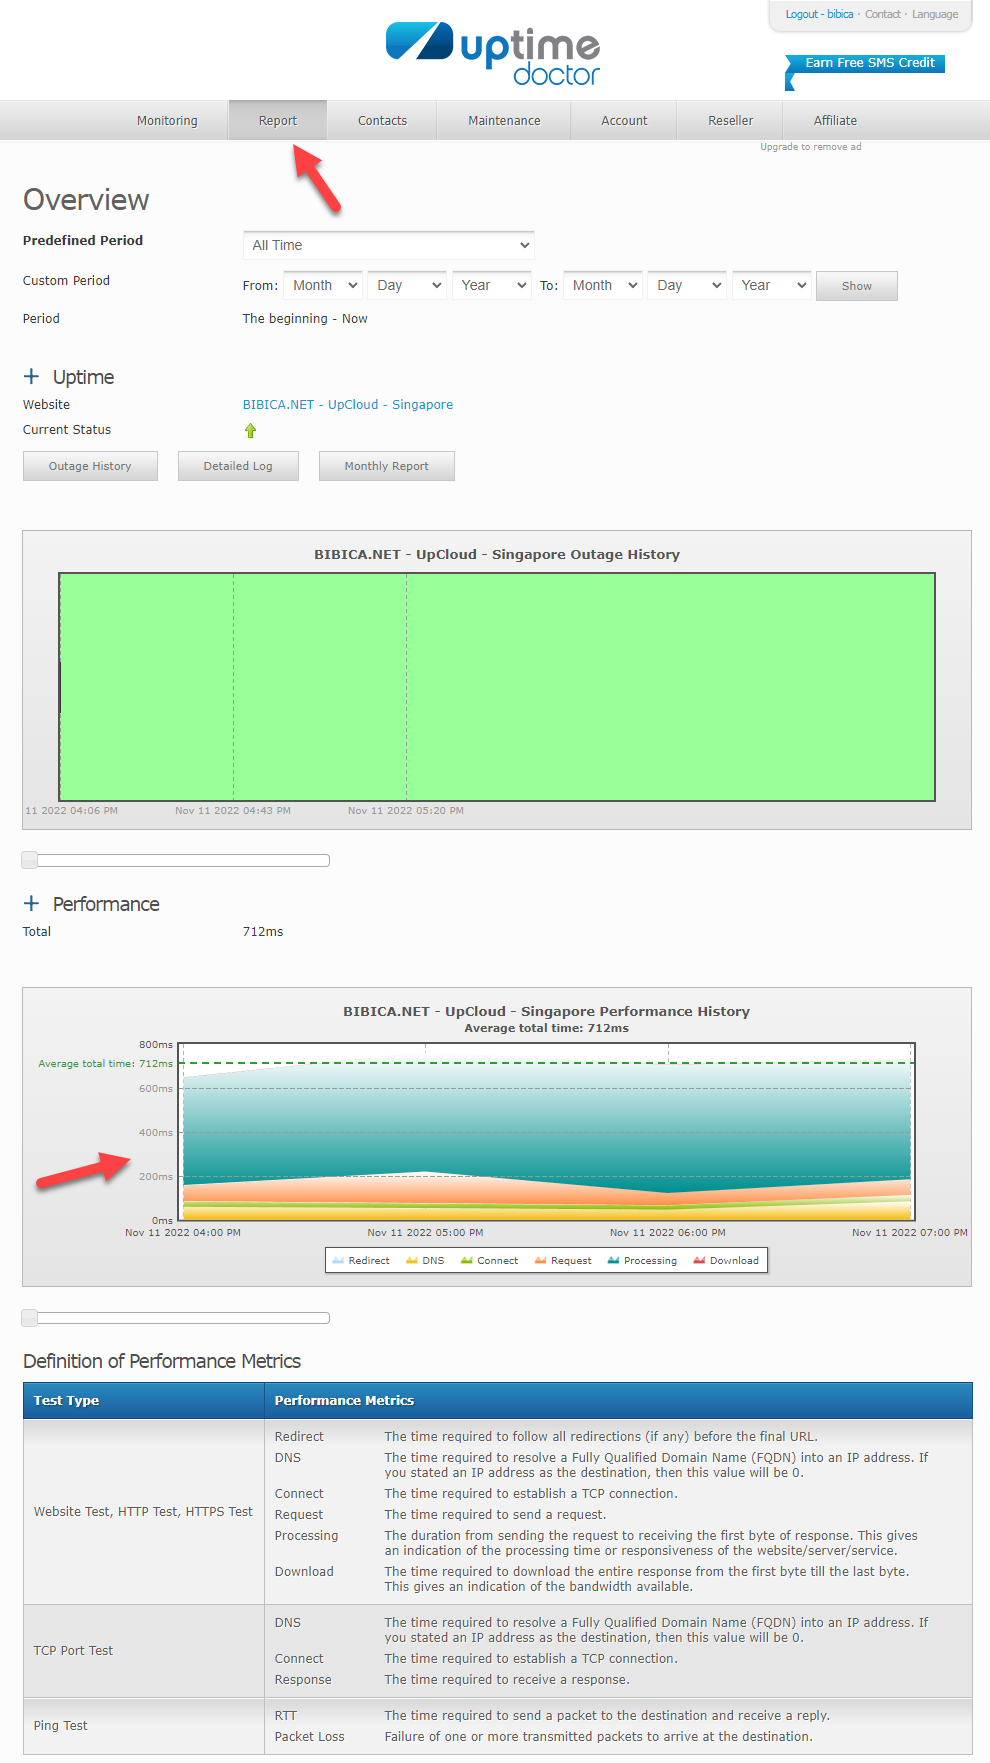 Logout - bibica · Contact · Language
uptime
doctor
Earn Free SMS Credit
Monitoring Report Contacts Maintenance Account Reseller Affiliate
Upgrade to remove ad
Overview
Predefined Period All Time
Custom Period From: Month Day Year To: Month Day Year Show
Period The beginning - Now
+ Uptime
Website BIBICA.NET - UpCloud - Singapore
Current Status
Outage History Detailed Log Monthly Report
BIBICA.NET - UpCloud - Singapore Outage History
11 2022 04:06 PM Nov 11 2022 04:43 PM Nov 11 2022 05:20 PM
+ Performance
Total 712ms
BIBICA.NET - UpCloud - Singapore Performance History
Average total time: 712ms
800ms
Average total time: 712ms
600ms
400ms
200ms
0ms
Nov 11 2022 04:00 PM Nov 11 2022 05:00 PM Nov 11 2022 06:00 PM Nov 11 2022 07:00 PM
Redirect DNS Connect Request Processing Download
Definition of Performance Metrics
Test Type Performance Metrics
Website Test, HTTP Test, HTTPS Test
Redirect The time required to follow all redirections (if any) before the final URL.
DNS The time required to resolve a Fully Qualified Domain Name (FQDN) into an IP address. If
you stated an IP address as the destination, then this value will be 0.
Connect The time required to establish a TCP connection.
Request The time required to send a request.
Processing The duration from sending the request to receiving the first byte of response. This gives
an indication of the processing time or responsiveness of the website/server/service.
Download The time required to download the entire response from the first byte till the last byte.
This gives an indication of the bandwidth available.
TCP Port Test
DNS The time required to resolve a Fully Qualified Domain Name (FQDN) into an IP address. If
you stated an IP address as the destination, then this value will be 0.
Connect The time required to establish a TCP connection.
Response The time required to receive a response.
Ping Test
RTT The time required to send a packet to the destination and receive a reply.
Packet Loss Failure of one or more transmitted packets to arrive at the destination.